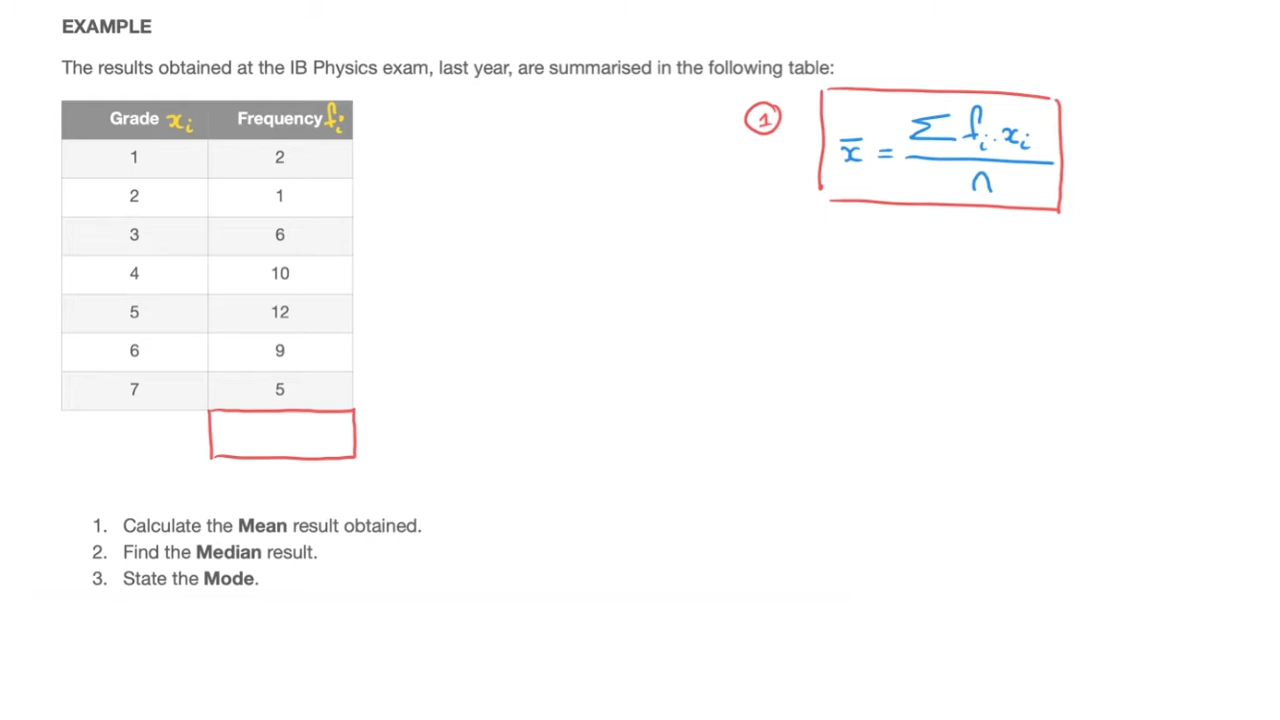 EXAMPLE
The results obtained at the IB Physics exam, last year, are summarised in the following table:
Grade xᵢ Frequency fᵢ
1 2
2 1
3 6
4 10
5 12
6 9
7 5
1
x̄ = Σ fᵢ · xᵢ / n
1. Calculate the Mean result obtained.
2. Find the Median result.
3. State the Mode.